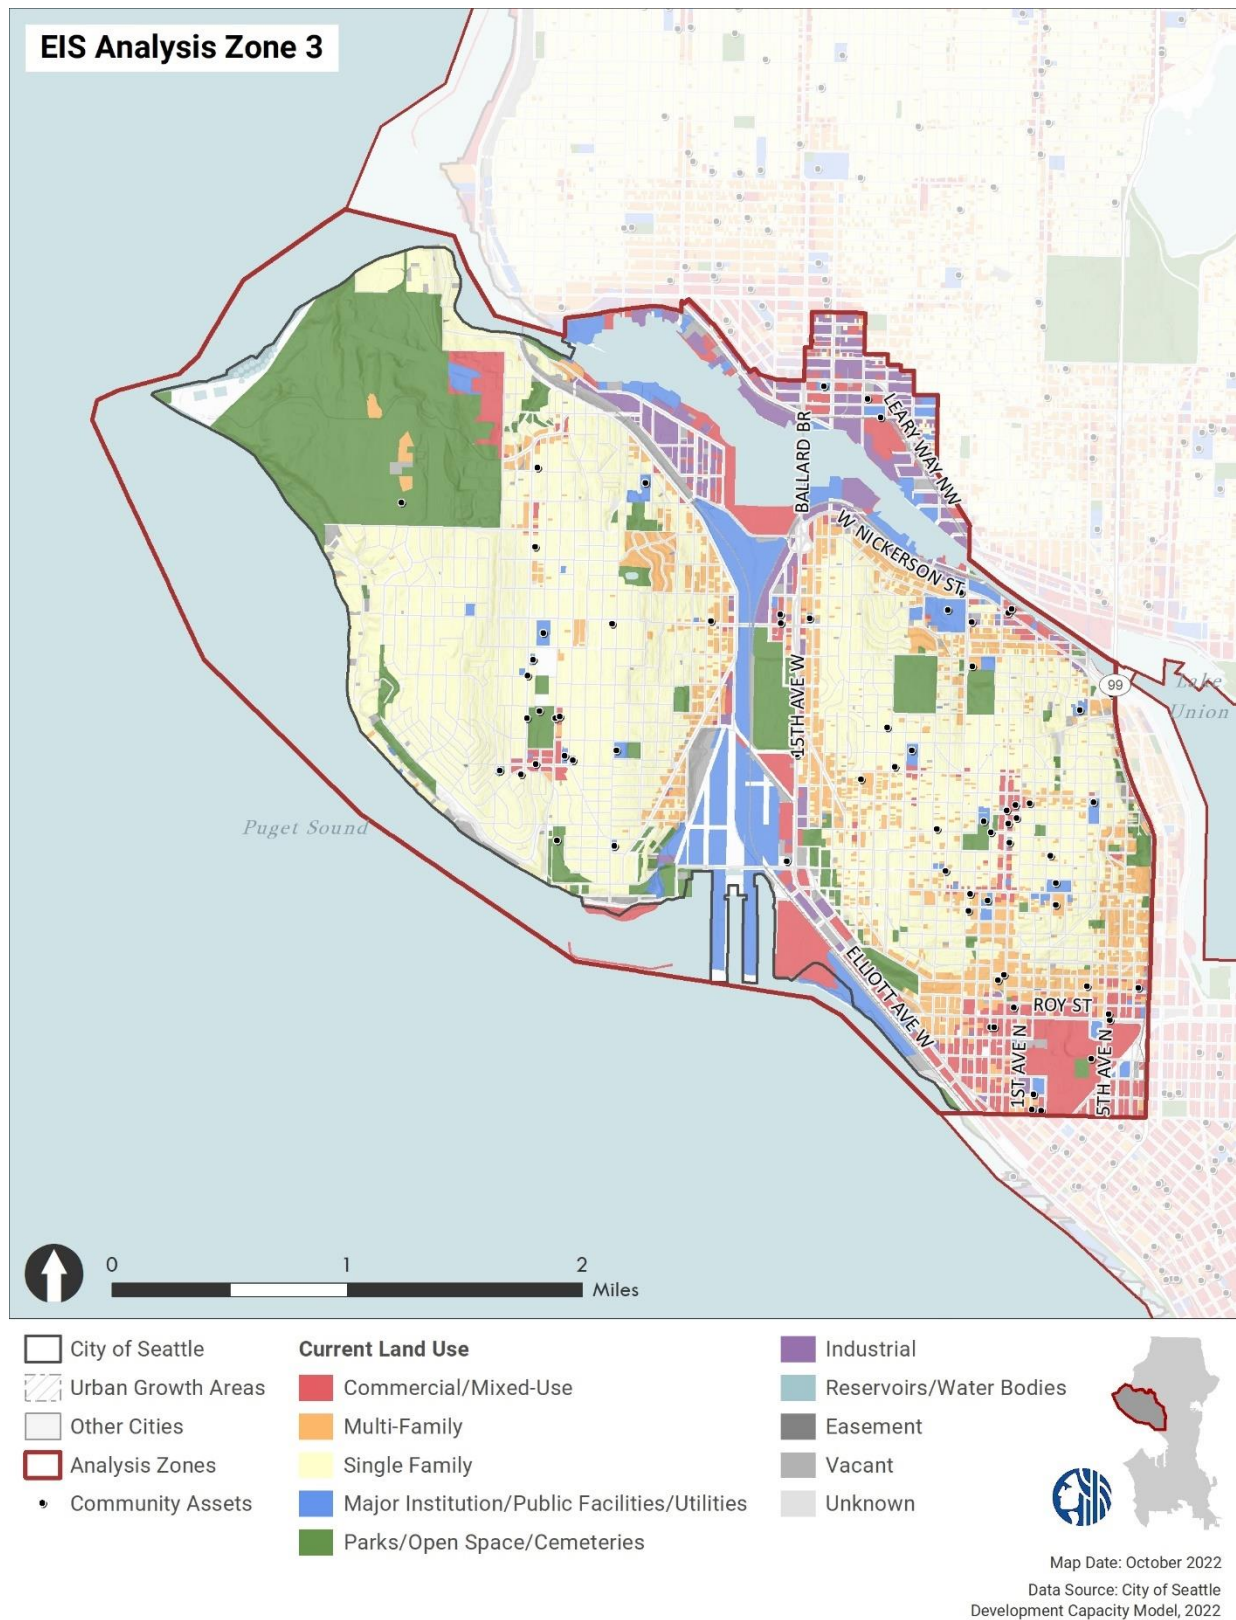 EIS Analysis Zone 3
BALLARD BR
LEARY WAY NW
W NICKERSON ST
15TH AVE W
99
Lake
Union
Puget Sound
ELLIOTT AVE W
ROY ST
1ST AVE N
5TH AVE N
0 1 2
Miles
City of Seattle
Urban Growth Areas
Other Cities
Analysis Zones
Community Assets
Current Land Use
Commercial/Mixed-Use
Multi-Family
Single Family
Major Institution/Public Facilities/Utilities
Parks/Open Space/Cemeteries
Industrial
Reservoirs/Water Bodies
Easement
Vacant
Unknown
Map Date: October 2022
Data Source: City of Seattle
Development Capacity Model, 2022